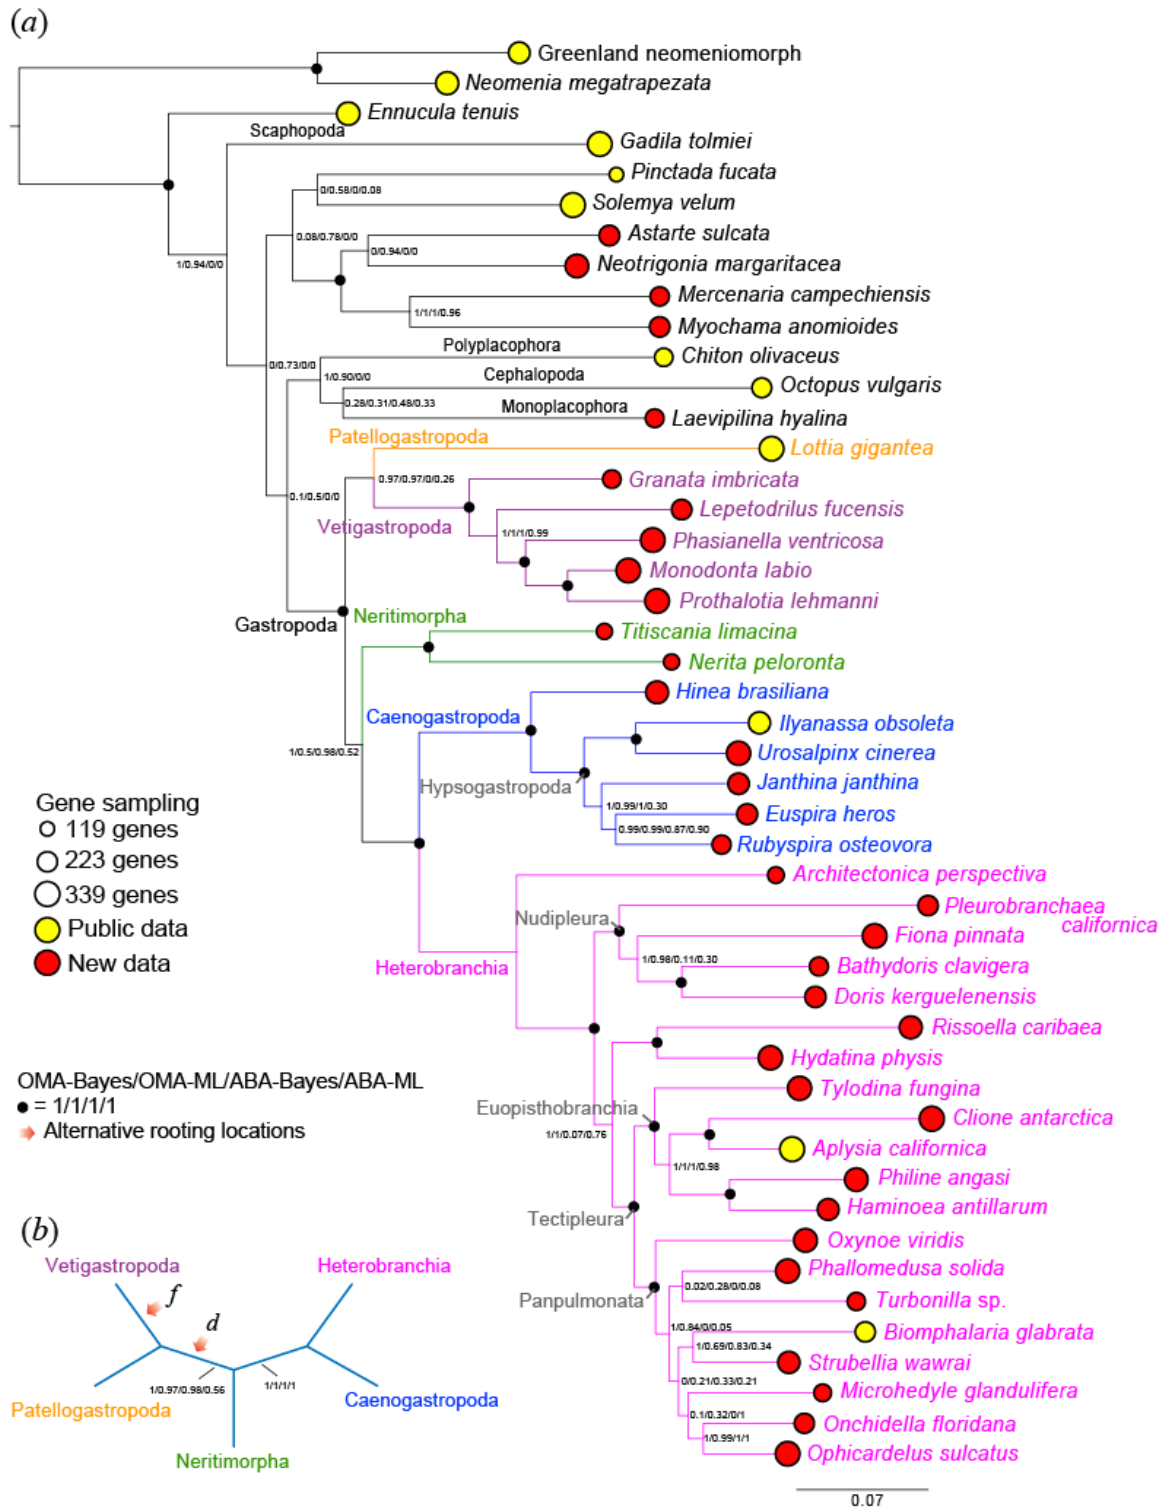 (a)
Greenland neomeniomorph
Neomenia megatrapezata
Ennucula tenuis
Scaphopoda
Gadila tolmiei
Pinctada fucata
0/0.58/0/0.08
Solemya velum
Astarte sulcata
0.08/0.78/0/0
0/0.94/0/0
1/0.94/0/0
Neotrigonia margaritacea
Mercenaria campechiensis
1/1/1/0.96
Myochama anomioides
Polyplacophora
Chiton olivaceus
0/0.73/0/0
1/0.90/0/0
Cephalopoda
Octopus vulgaris
0.28/0.31/0.48/0.33
Monoplacophora
Laevipilina hyalina
Patellogastropoda
Lottia gigantea
0.97/0.97/0/0.26
Granata imbricata
0.1/0.5/0/0
Lepetodrilus fucensis
Vetigastropoda
1/1/1/0.99
Phasianella ventricosa
Monodonta labio
Prothalotia lehmanni
Gastropoda
Neritimorpha
Titiscania limacina
Nerita peloronta
Hinea brasiliana
Caenogastropoda
Ilyanassa obsoleta
1/0.5/0.98/0.52
Urosalpinx cinerea
Hypsogastropoda
Janthina janthina
1/0.99/1/0.30
Euspira heros
0.99/0.99/0.87/0.90
Rubyspira osteovora
Gene sampling
119 genes
223 genes
339 genes
Public data
New data
Architectonica perspectiva
Nudipleura
Pleurobranchaea
californica
Fiona pinnata
1/0.98/0.11/0.30
Bathydoris clavigera
Heterobranchia
Doris kerguelenensis
Rissoella caribaea
Hydatina physis
OMA-Bayes/OMA-ML/ABA-Bayes/ABA-ML
= 1/1/1/1
Alternative rooting locations
Tylodina fungina
Euopisthobranchia
Clione antarctica
1/1/0.07/0.76
Aplysia californica
1/1/1/0.98
Philine angasi
Haminoea antillarum
Tectipleura
Oxynoe viridis
Phallomedusa solida
0.02/0.28/0/0.08
Panpulmonata
Turbonilla sp.
1/0.84/0/0.05
Biomphalaria glabrata
1/0.69/0.83/0.34
Strubellia wawrai
0/0.21/0.33/0.21
Microhedyle glandulifera
0.1/0.32/0/1
Onchidella floridana
1/0.99/1/1
Ophicardelus sulcatus
0.07
(b)
Vetigastropoda
Heterobranchia
f
d
1/0.97/0.98/0.56
1/1/1/1
Patellogastropoda
Caenogastropoda
Neritimorpha